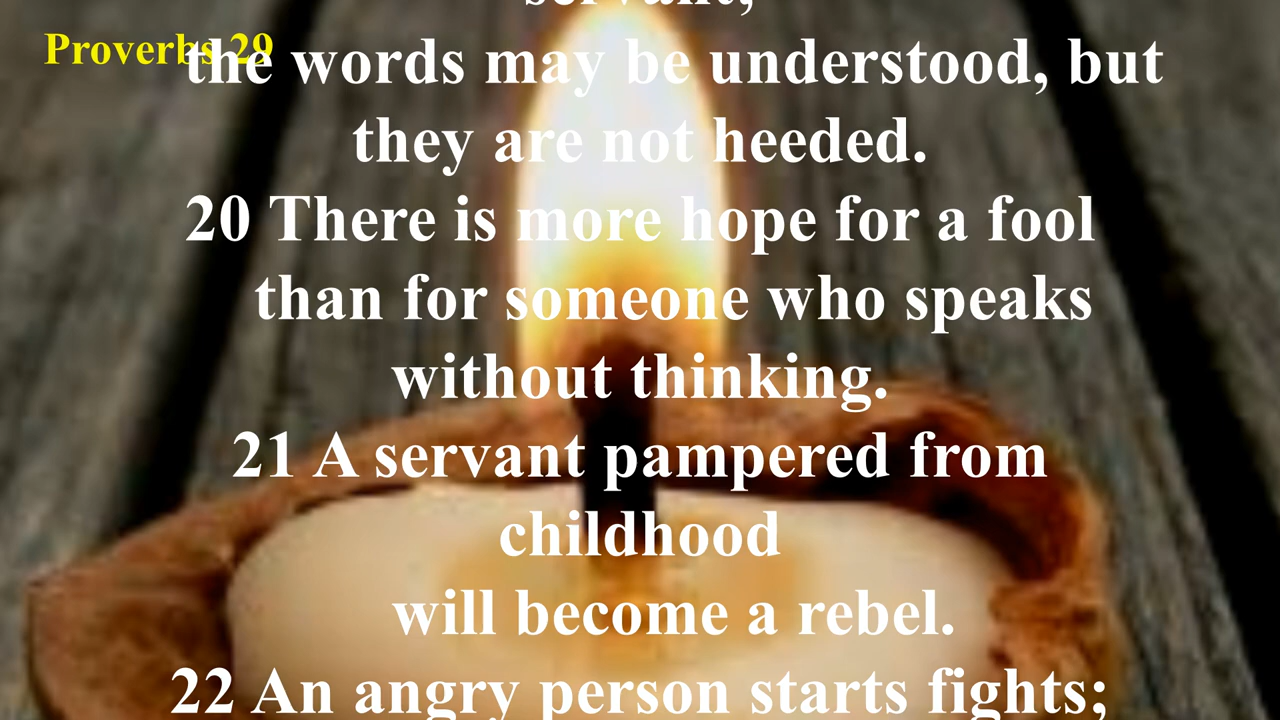 servant;
Proverbs 29
the words may be understood, but
they are not heeded.
20 There is more hope for a fool
than for someone who speaks
without thinking.
21 A servant pampered from
childhood
will become a rebel.
22 An angry person starts fights;